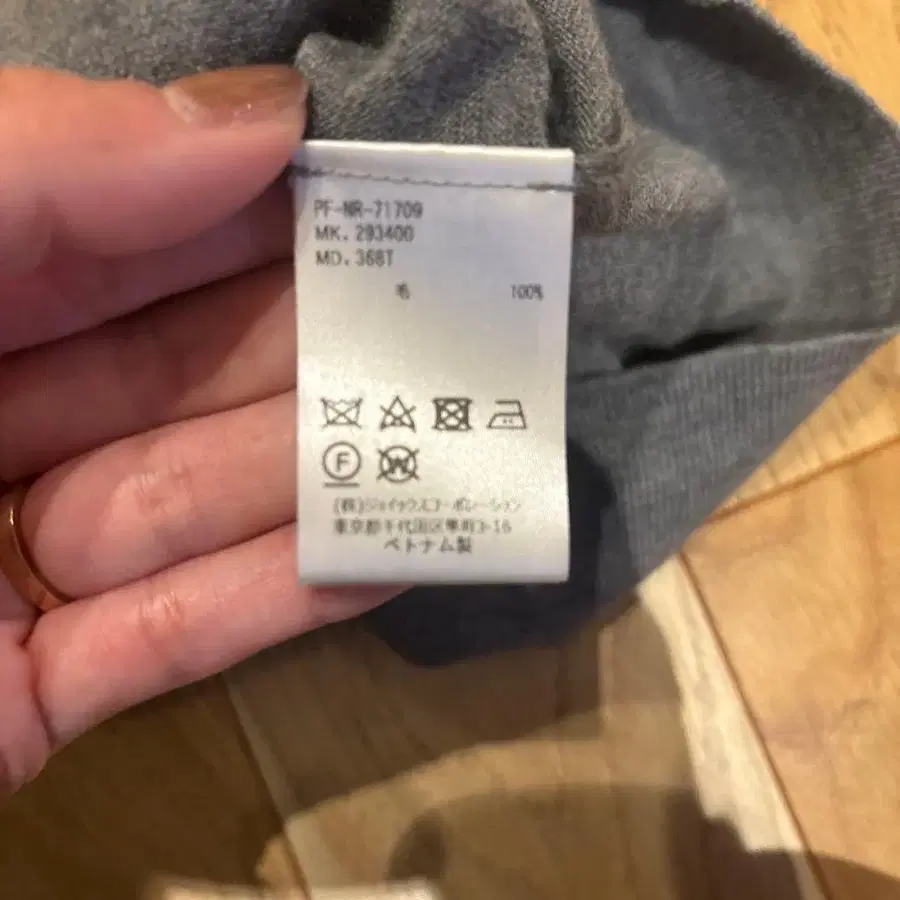 PF-NR-71709
MK. 293400
MD. 368T
毛 100%
F W
(株)ジョイックスコーポレーション
東京都千代田区隼町3-16
ベトナム製